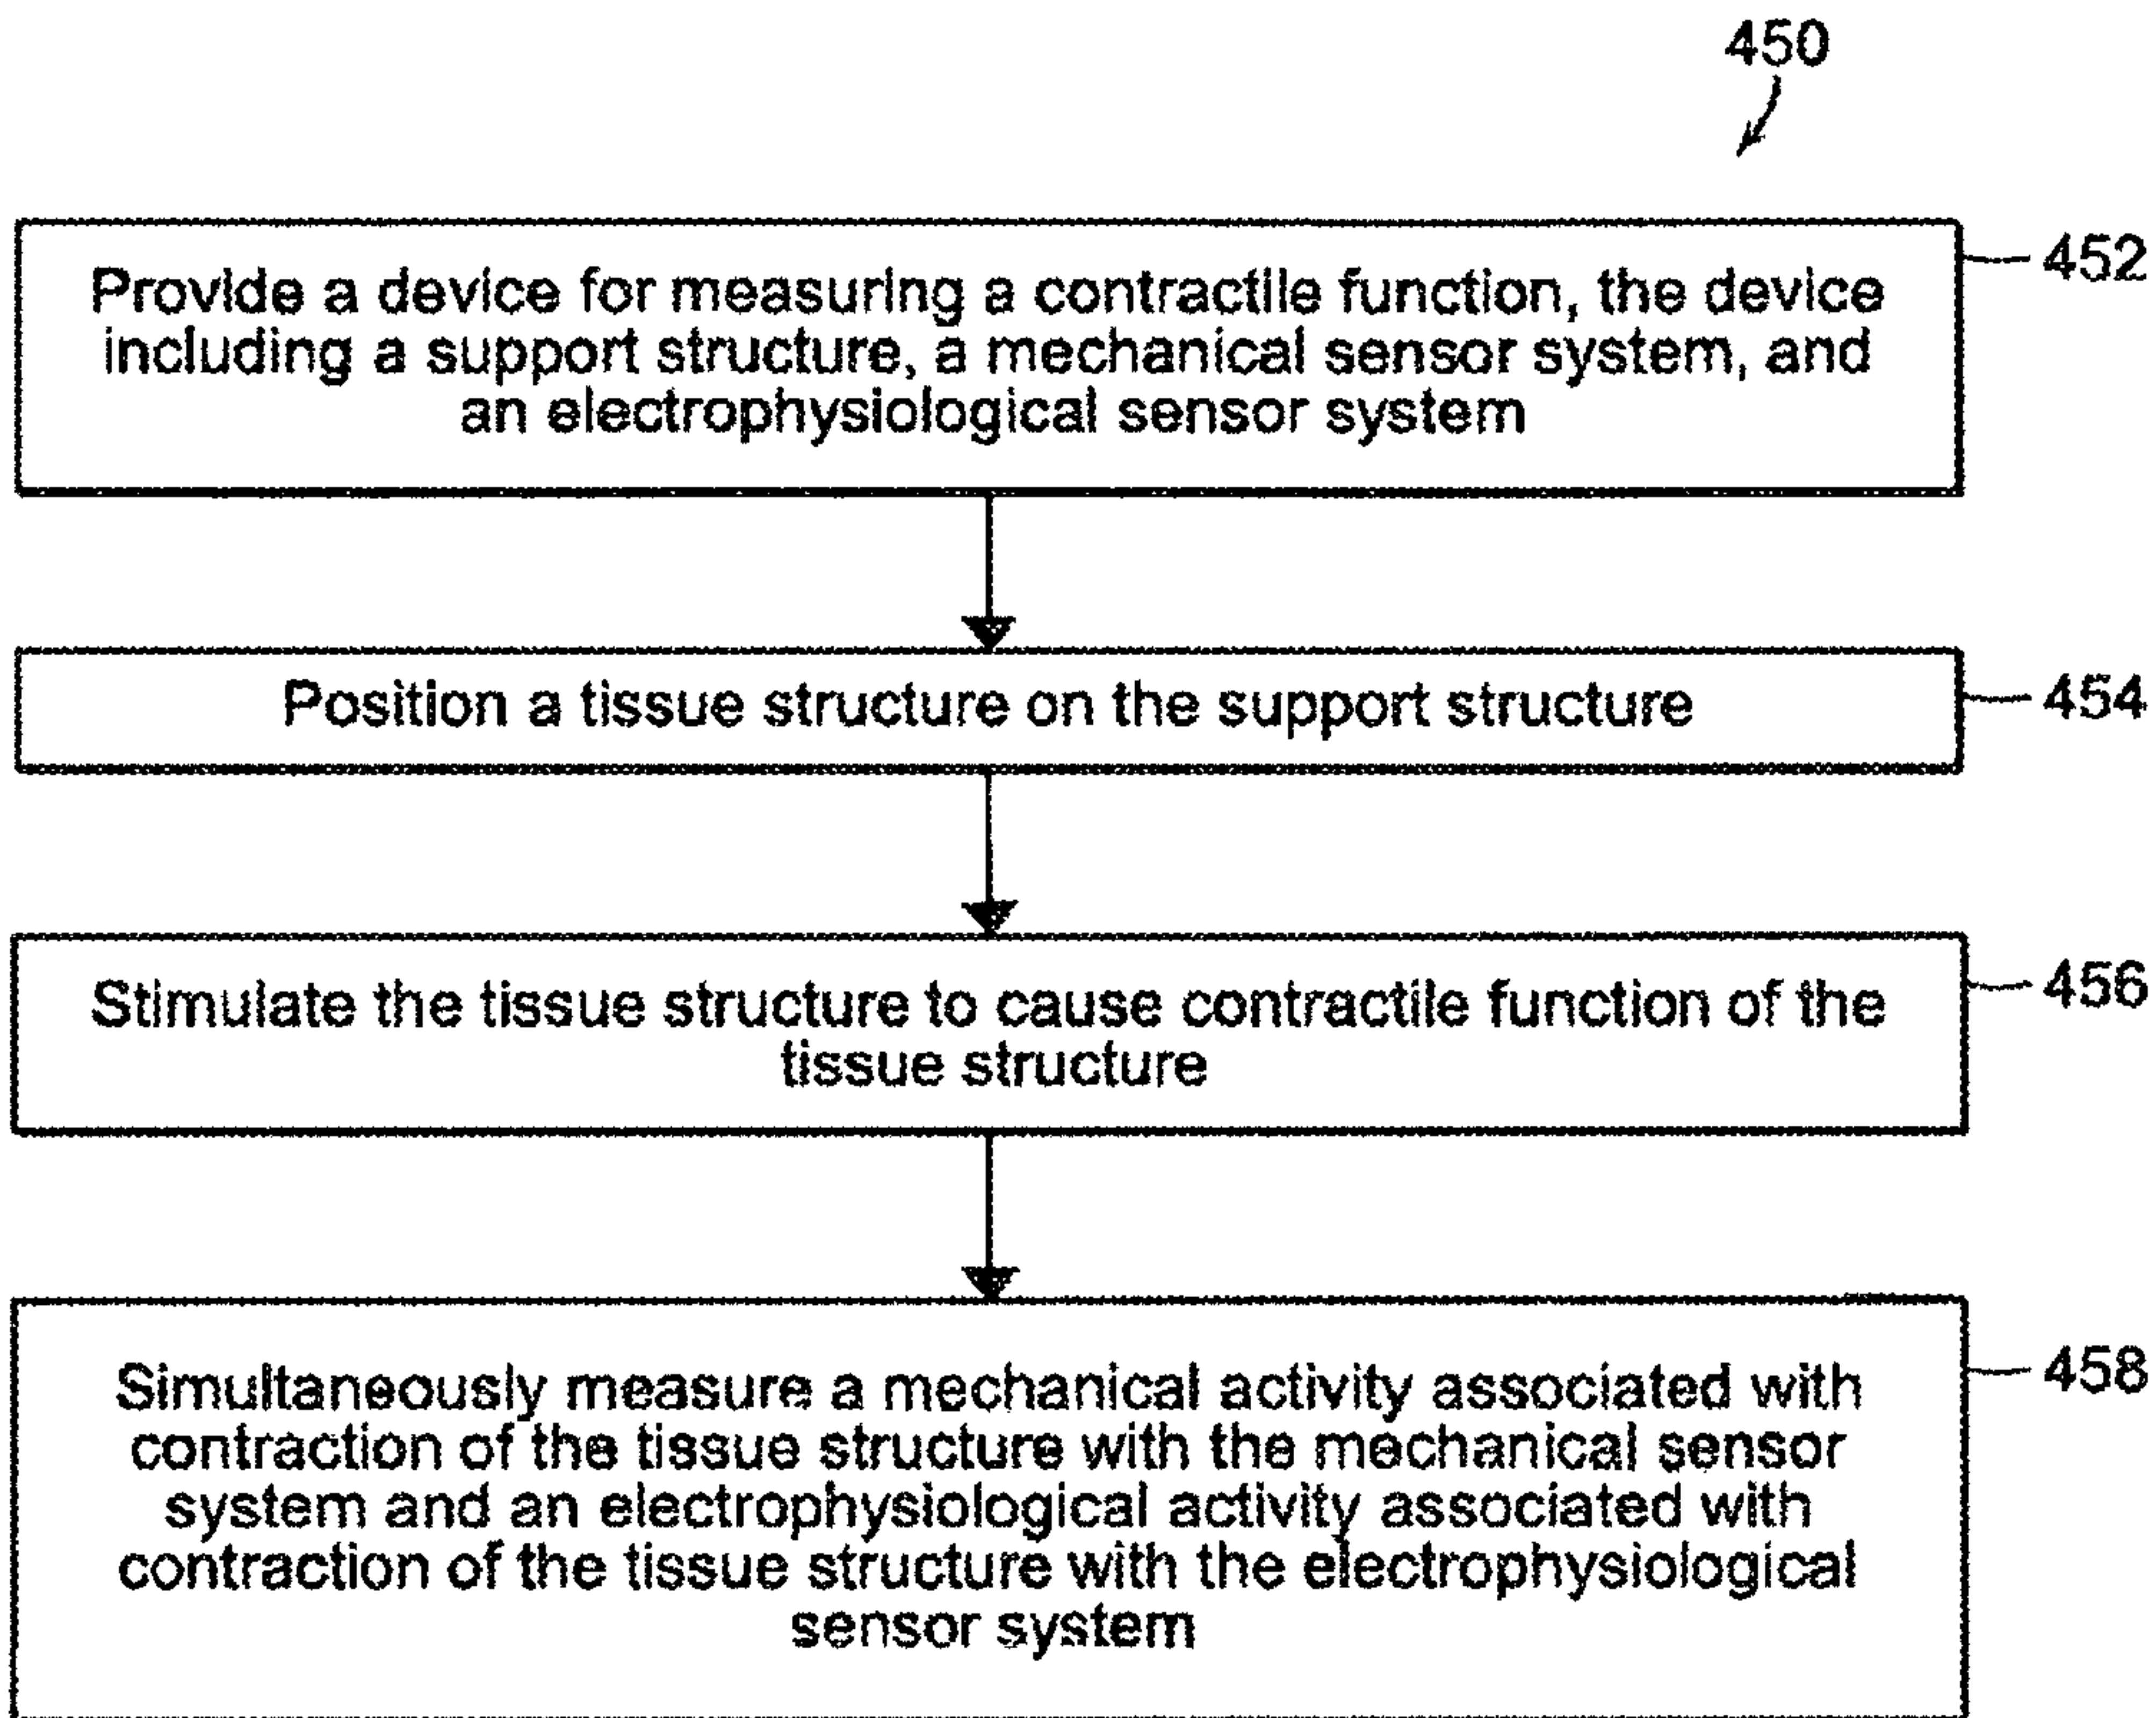 450
Provide a device for measuring a contractile function, the device
including a support structure, a mechanical sensor system, and
an electrophysiological sensor system
452
Position a tissue structure on the support structure
454
Stimulate the tissue structure to cause contractile function of the
tissue structure
456
Simultaneously measure a mechanical activity associated with
contraction of the tissue structure with the mechanical sensor
system and an electrophysiological activity associated with
contraction of the tissue structure with the electrophysiological
sensor system
458